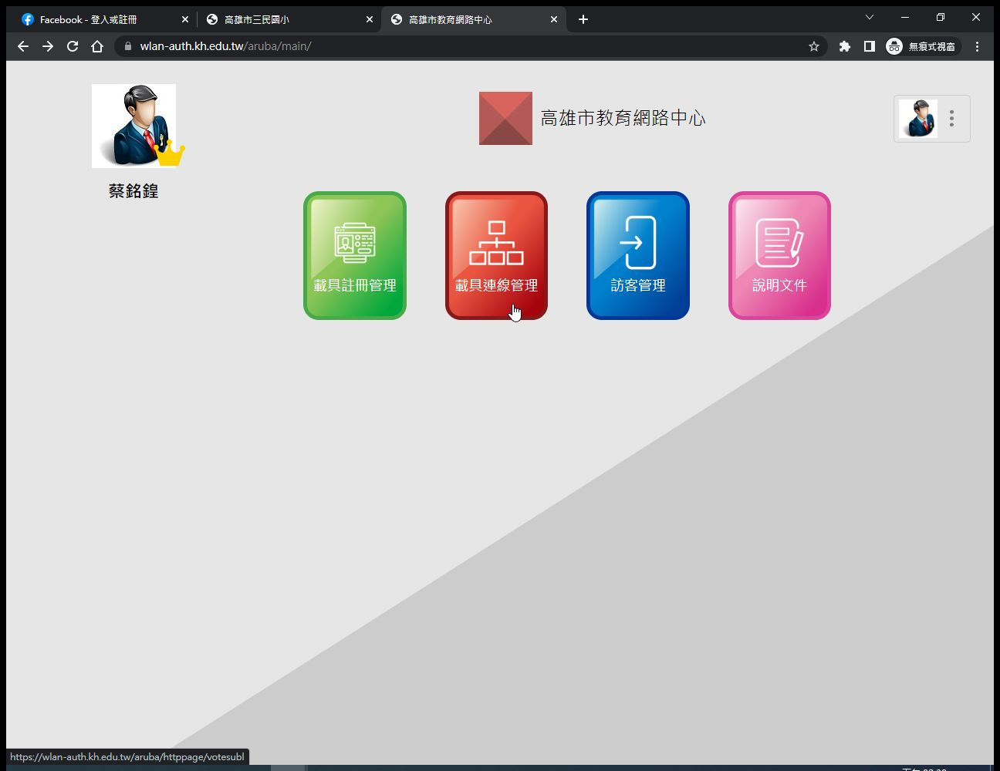 Facebook - 登入或註冊
高雄市三民國小
高雄市教育網路中心
wlan-auth.kh.edu.tw/aruba/main/
無痕式視窗
高雄市教育網路中心
蔡銘鍠
載具註冊管理
載具連線管理
訪客管理
說明文件
https://wlan-auth.kh.edu.tw/aruba/httppage/votesubl